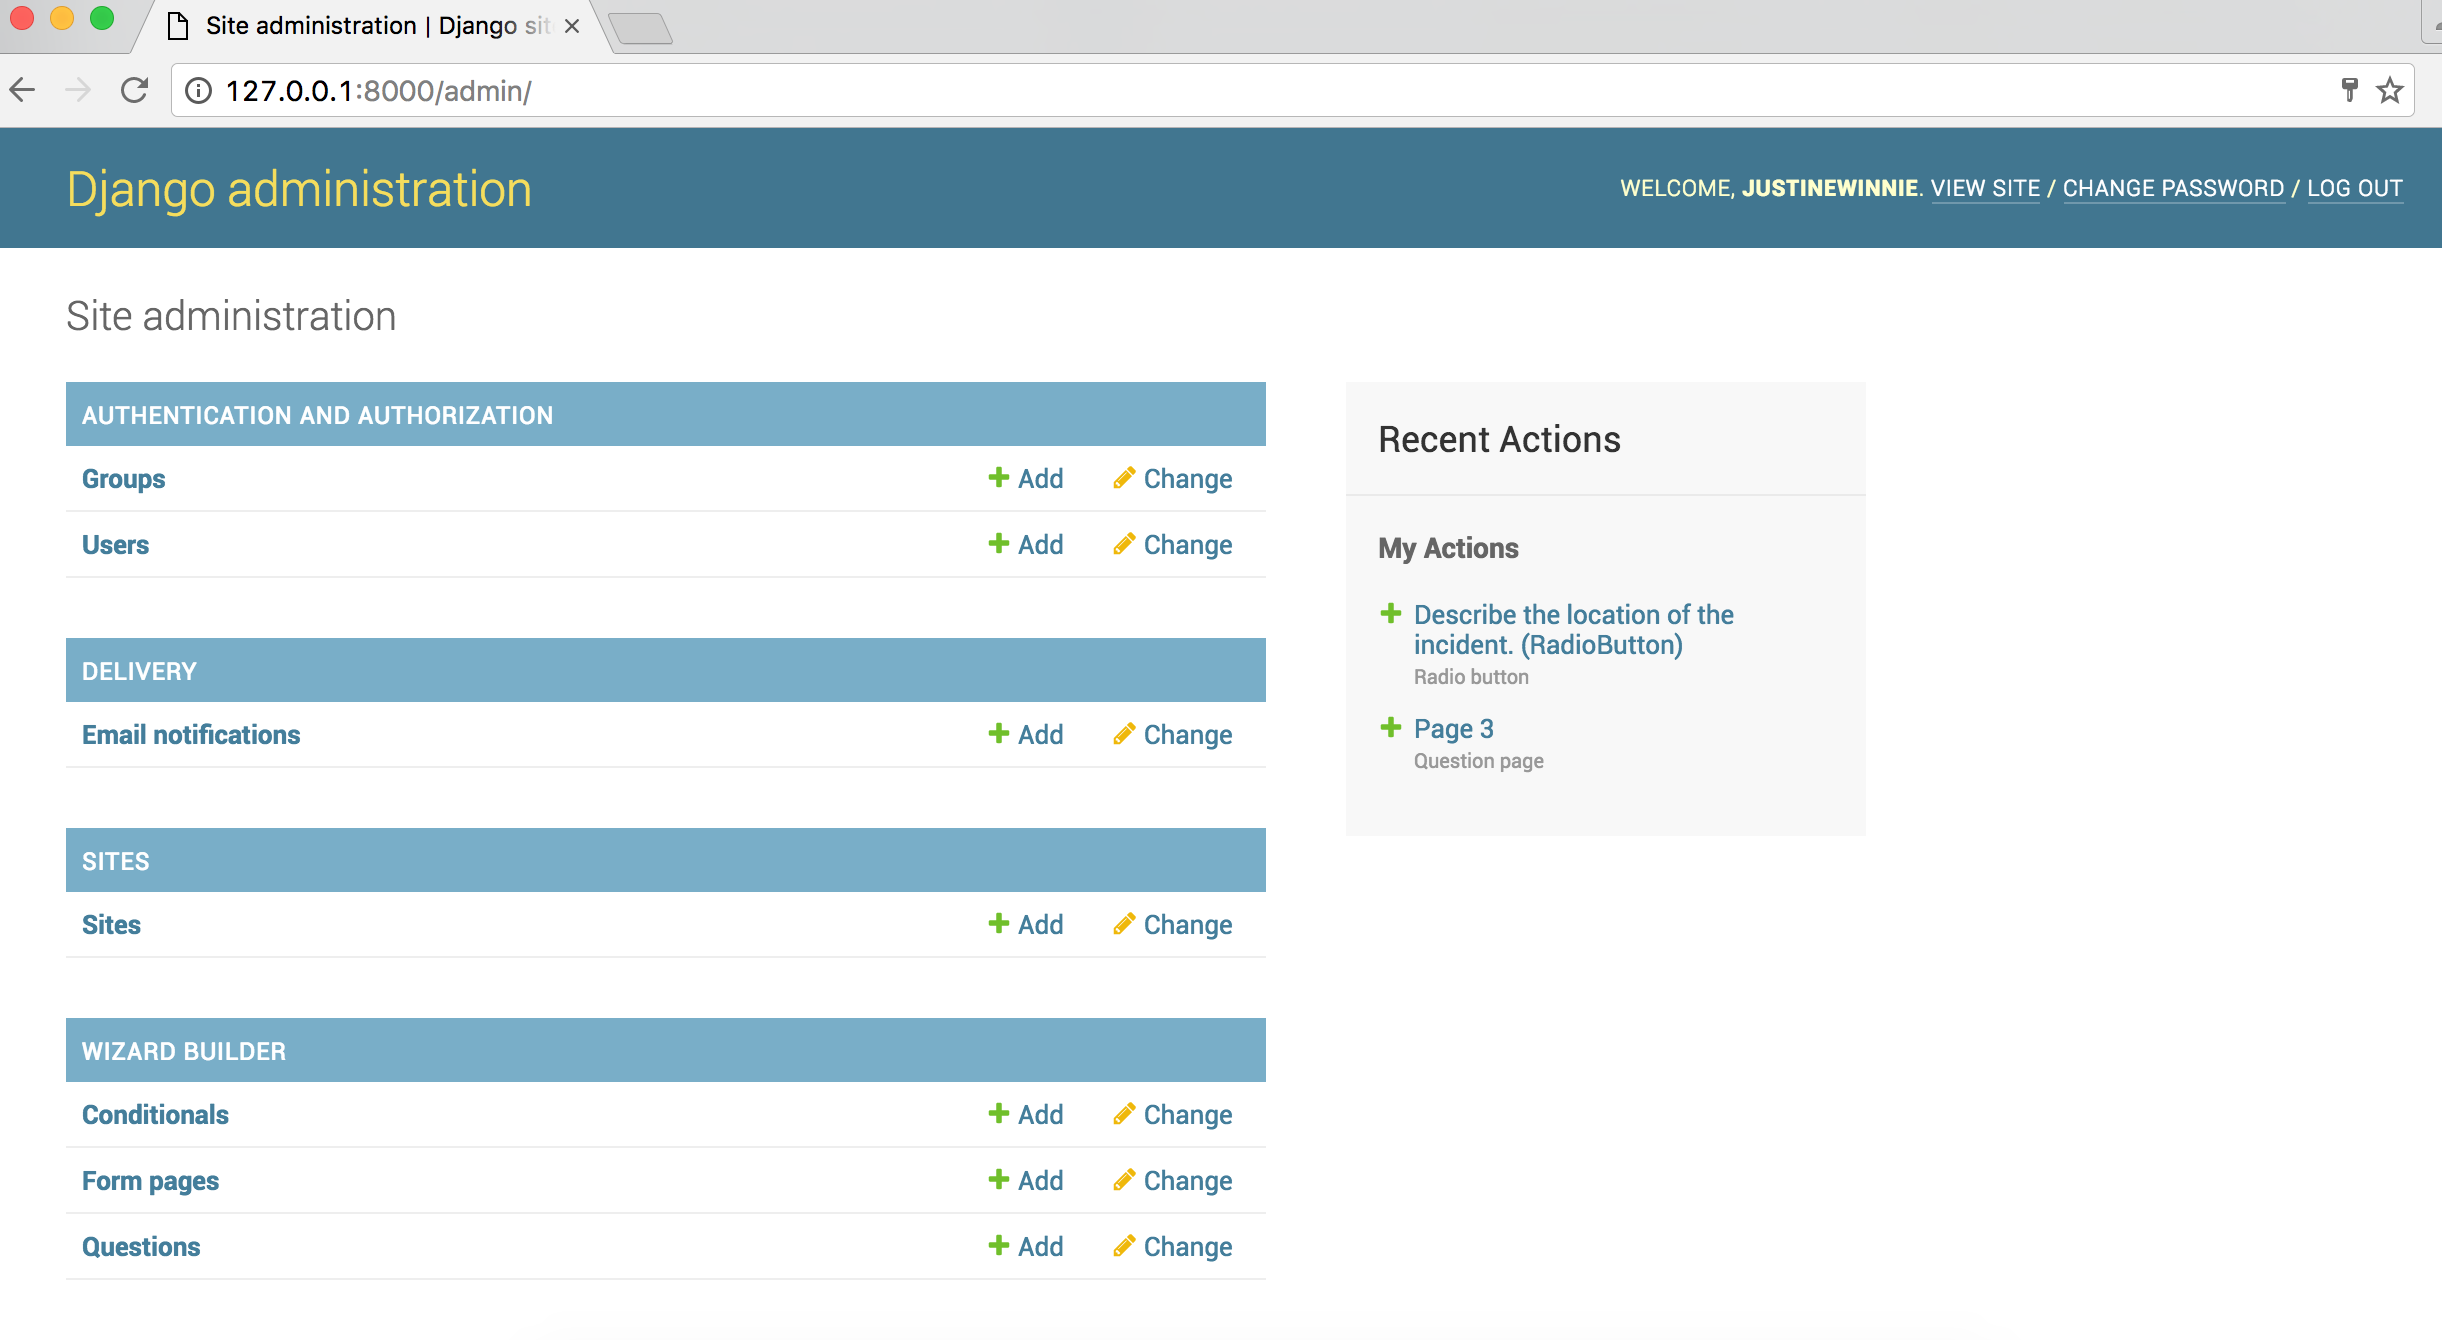 Site administration | Django sit
127.0.0.1:8000/admin/
Django administration
WELCOME, JUSTINEWINNIE. VIEW SITE / CHANGE PASSWORD / LOG OUT
Site administration
AUTHENTICATION AND AUTHORIZATION
Groups Add Change
Users Add Change
DELIVERY
Email notifications Add Change
SITES
Sites Add Change
WIZARD BUILDER
Conditionals Add Change
Form pages Add Change
Questions Add Change
Recent Actions
My Actions
Describe the location of the
incident. (RadioButton)
Radio button
Page 3
Question page